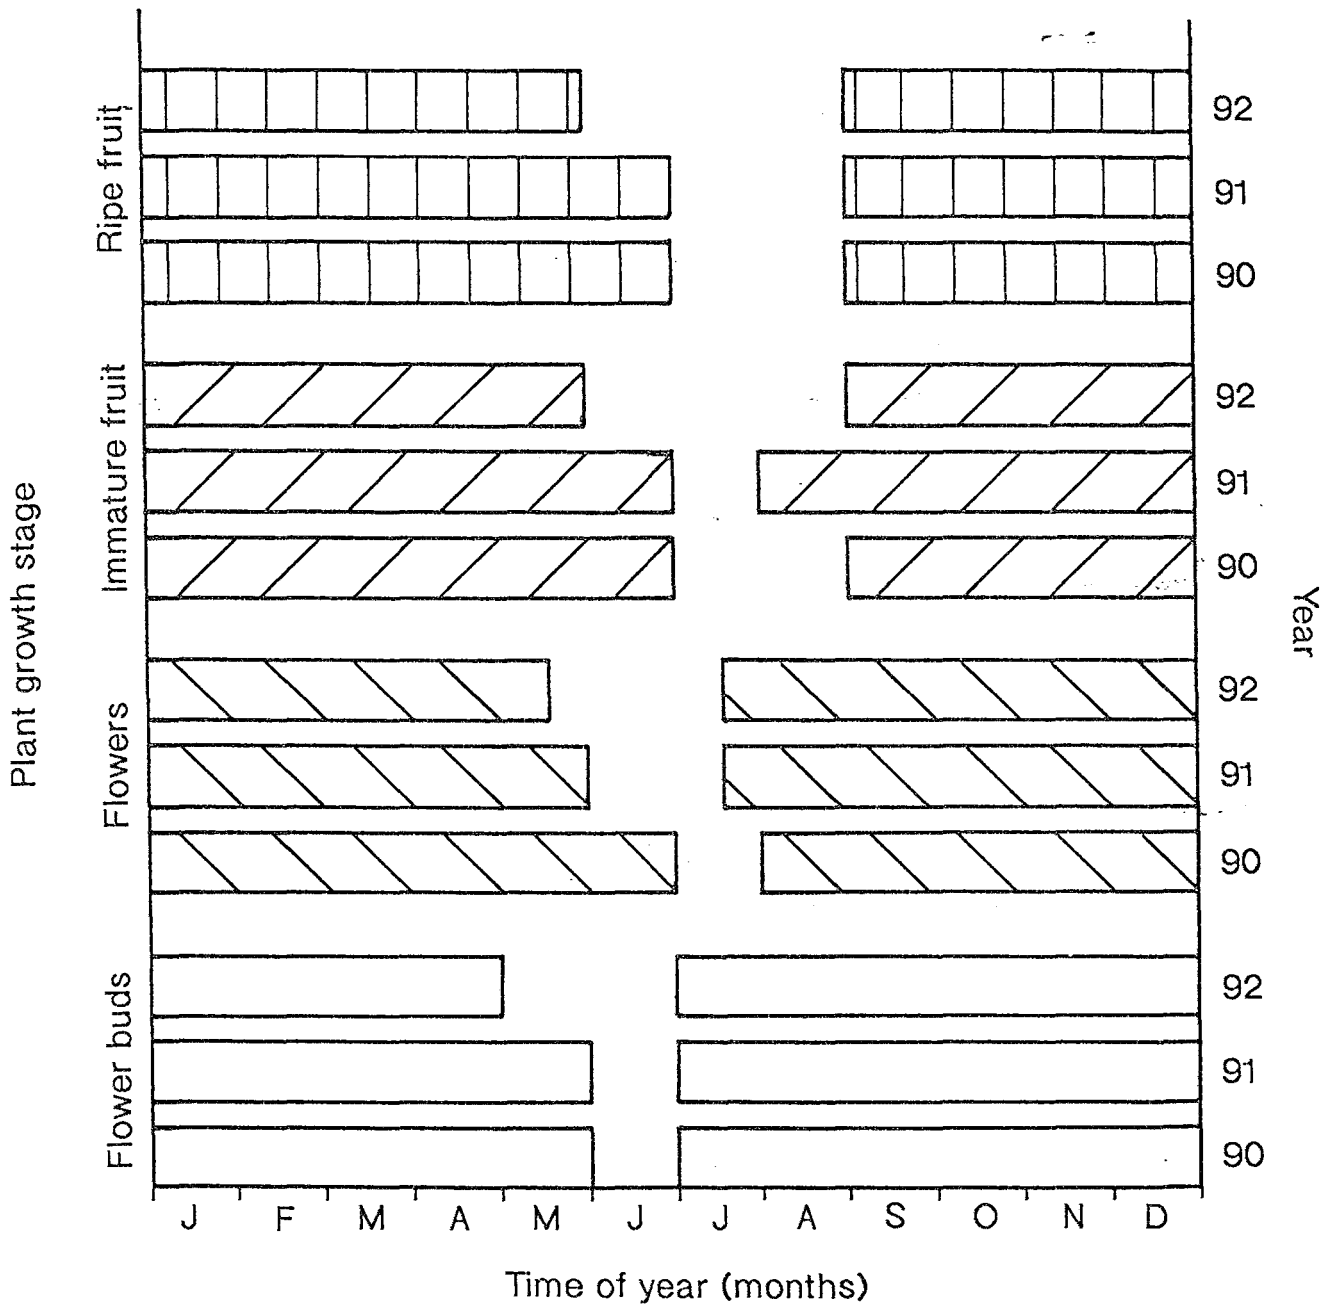 Plant growth stage
Ripe fruit
92
91
90
Immature fruit
92
91
90
Flowers
92
91
90
Flower buds
92
91
90
Year
J F M A M J J A S O N D
Time of year (months)